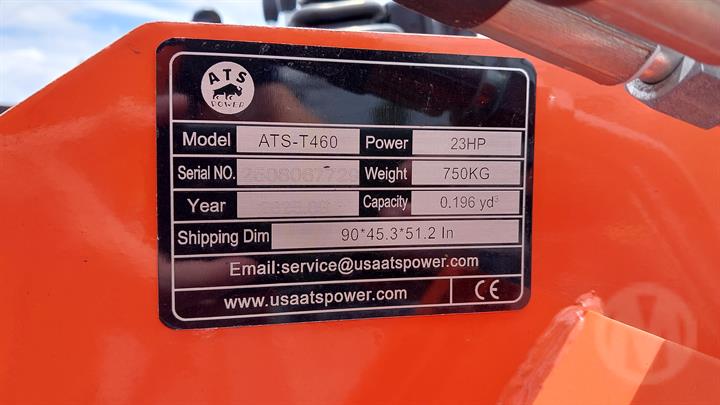 ATS
POWER
Model ATS-T460 Power 23HP
Serial NO. Weight 750KG
Year Capacity 0.196 yd³
Shipping Dim 90*45.3*51.2 In
Email:service@usaatspower.com
www.usaatspower.com CE
M